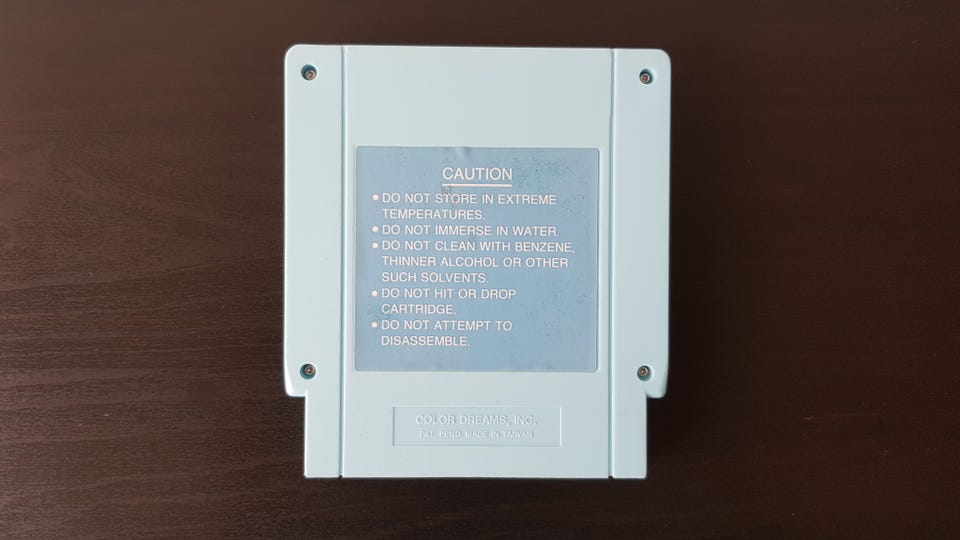 CAUTION
• DO NOT STORE IN EXTREME
TEMPERATURES.
• DO NOT IMMERSE IN WATER.
• DO NOT CLEAN WITH BENZENE,
THINNER ALCOHOL OR OTHER
SUCH SOLVENTS.
• DO NOT HIT OR DROP
CARTRIDGE.
• DO NOT ATTEMPT TO
DISASSEMBLE.
COLOR DREAMS, INC.
PAT. PEND. MADE IN TAIWAN